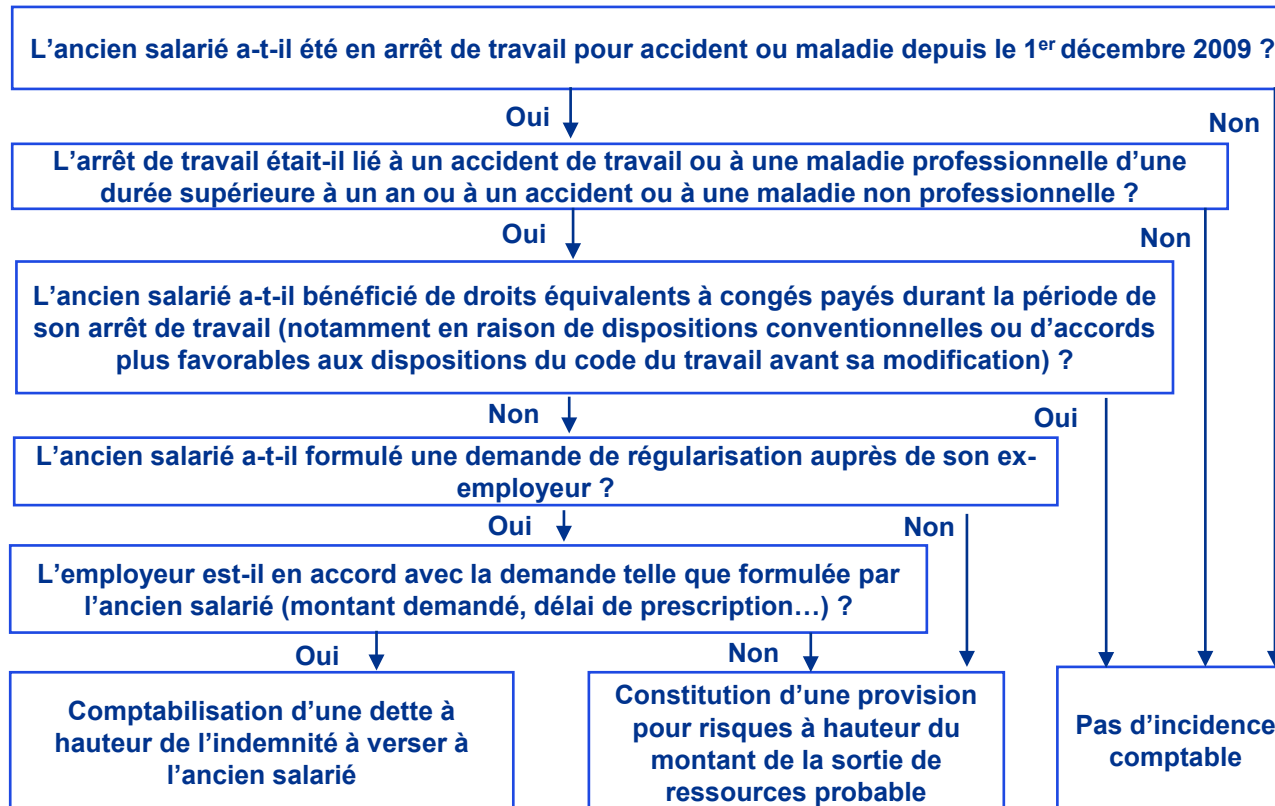 L'ancien salarié a-t-il été en arrêt de travail pour accident ou maladie depuis le 1er décembre 2009 ?
Oui
Non
L'arrêt de travail était-il lié à un accident de travail ou à une maladie professionnelle d'une
durée supérieure à un an ou à un accident ou à une maladie non professionnelle ?
Oui
Non
L'ancien salarié a-t-il bénéficié de droits équivalents à congés payés durant la période de
son arrêt de travail (notamment en raison de dispositions conventionnelles ou d'accords
plus favorables aux dispositions du code du travail avant sa modification) ?
Non
Oui
L'ancien salarié a-t-il formulé une demande de régularisation auprès de son ex-
employeur ?
Oui
Non
L'employeur est-il en accord avec la demande telle que formulée par
l'ancien salarié (montant demandé, délai de prescription…) ?
Oui
Non
Comptabilisation d'une dette à
hauteur de l'indemnité à verser à
l'ancien salarié
Constitution d'une provision
pour risques à hauteur du
montant de la sortie de
ressources probable
Pas d'incidence
comptable